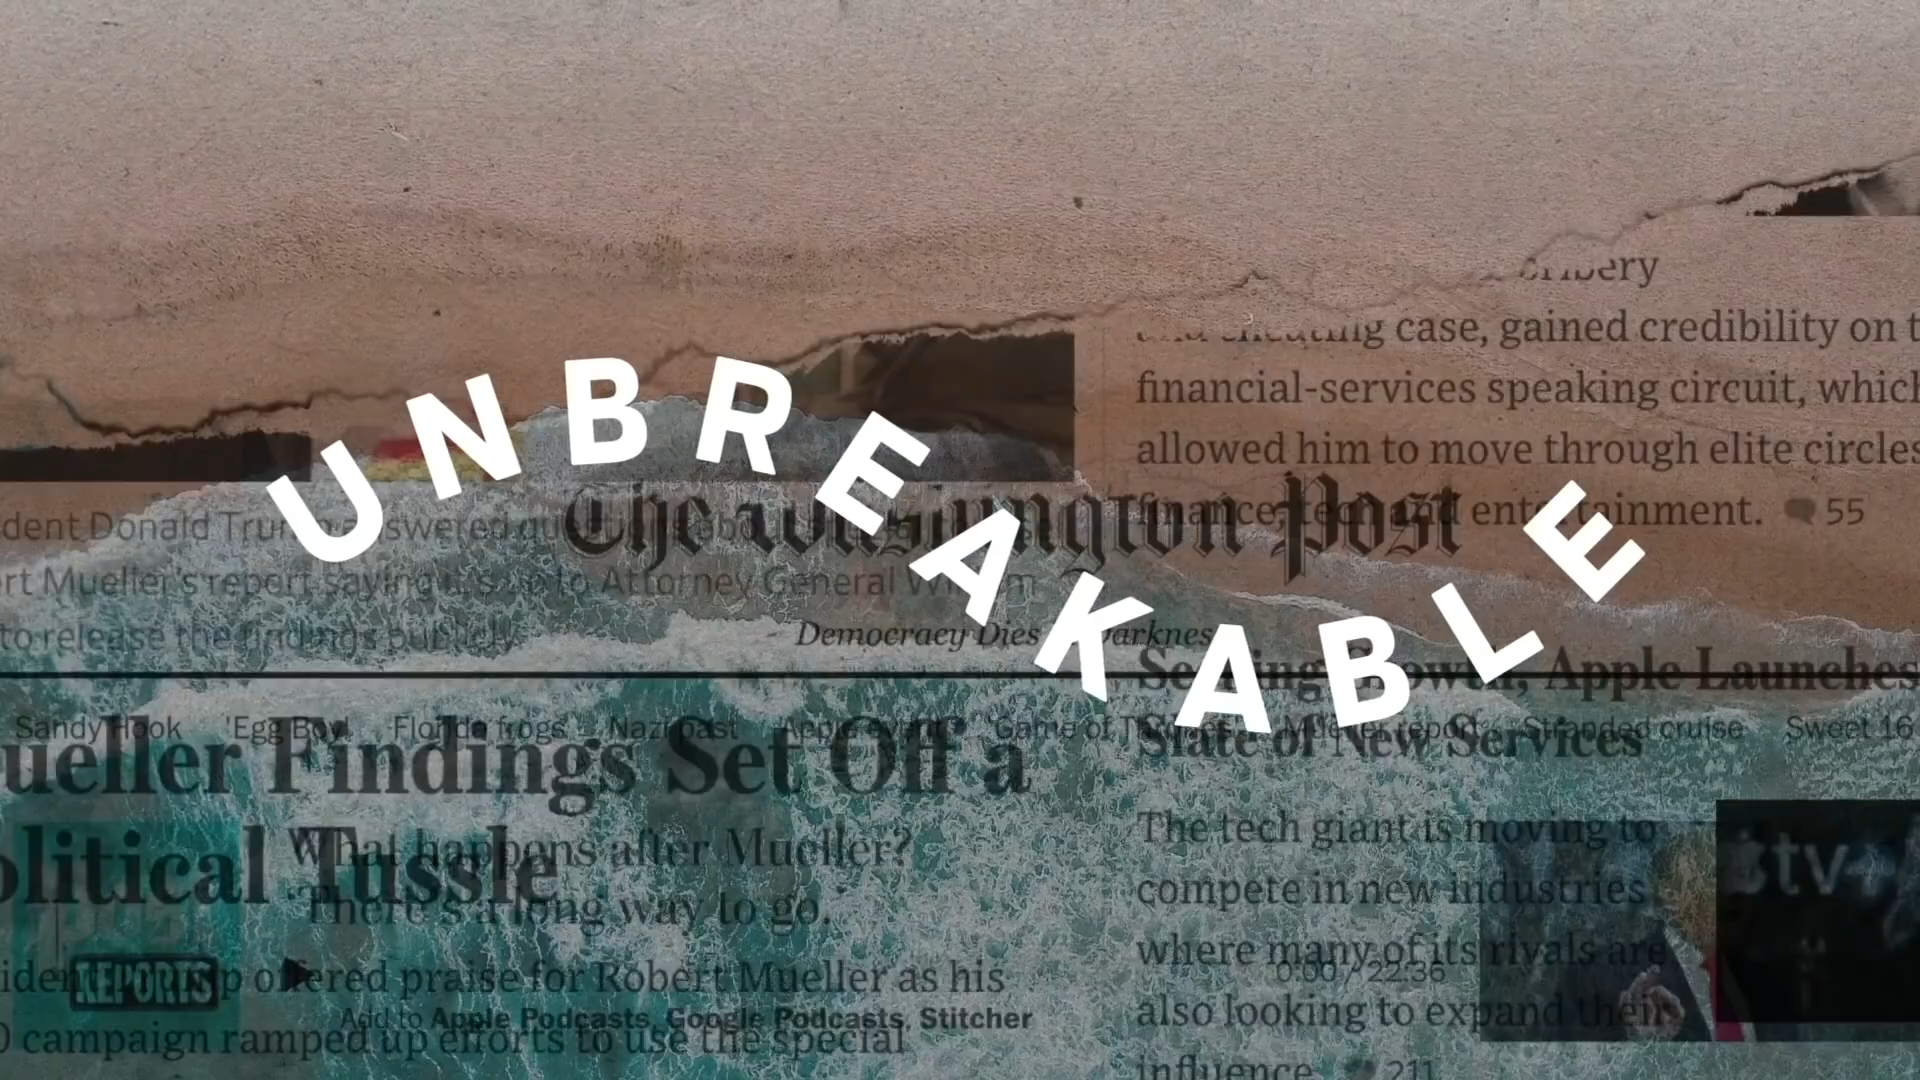 UNBREAKABLE
and cheating case, gained credibility on t
financial-services speaking circuit, which
allowed him to move through elite circles
finance, tech and entertainment. 55
dent Donald Trump answered questions about
rt Mueller's report saying it's up to Attorney General William
to release the findings publicly
The Washington Post
Democracy Dies Darknes
Seeking Growth, Apple Launches
State of New Services
Sandy Hook 'Egg Boy' Florida frogs Nazi past Apple event Game of Thrones Mueller report Stranded cruise Sweet 16
ueller Findings Set Off a
olitical Tussle
What happens after Mueller?
There's a long way to go.
REPORTS
ident Trump offered praise for Robert Mueller as his
0 campaign ramped up efforts to use the special
0:00 / 22:36
Add to Apple Podcasts, Google Podcasts, Stitcher
The tech giant is moving to
compete in new industries
where many of its rivals are
also looking to expand their
influence. 211
tv+